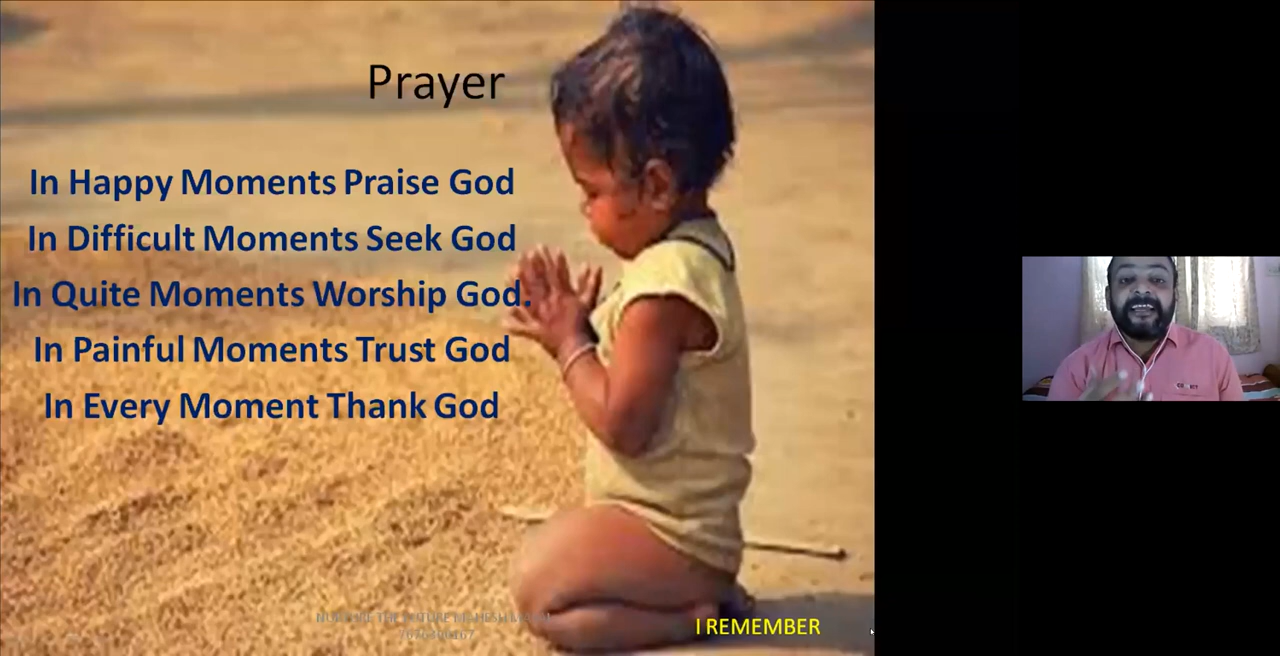 Prayer
In Happy Moments Praise God
In Difficult Moments Seek God
In Quite Moments Worship God.
In Painful Moments Trust God
In Every Moment Thank God
I REMEMBER